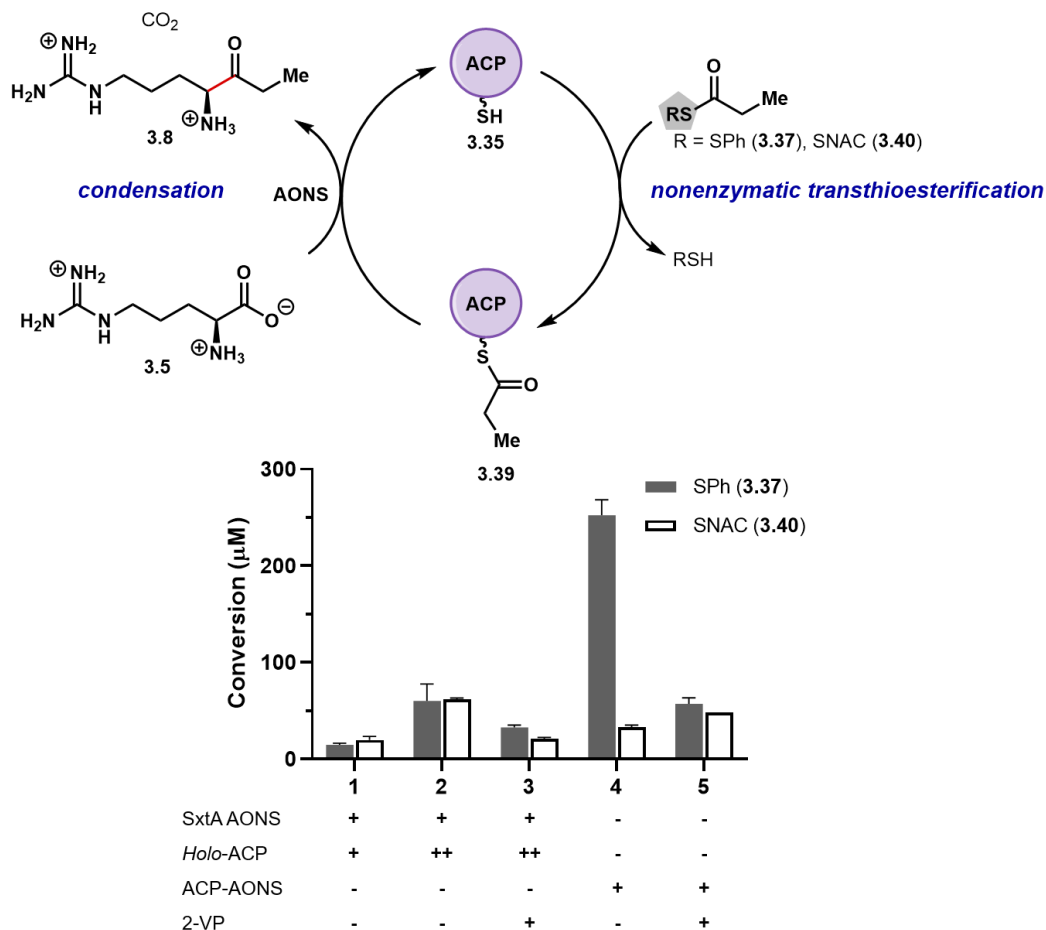 CO2
⊕ NH2
H2N
N
H
O
Me
⊕ NH3
3.8
ACP
SH
3.35
O
RS
Me
R = SPh (3.37), SNAC (3.40)
condensation
AONS
nonenzymatic transthioesterification
RSH
⊕ NH2
H2N
N
H
O
O ⊖
⊕ NH3
3.5
ACP
S
O
Me
3.39
SPh (3.37)
SNAC (3.40)
Conversion (μM)
300
200
100
0
1 2 3 4 5
SxtA AONS + + + - -
Holo-ACP + ++ ++ - -
ACP-AONS - - - + +
2-VP - - + - +